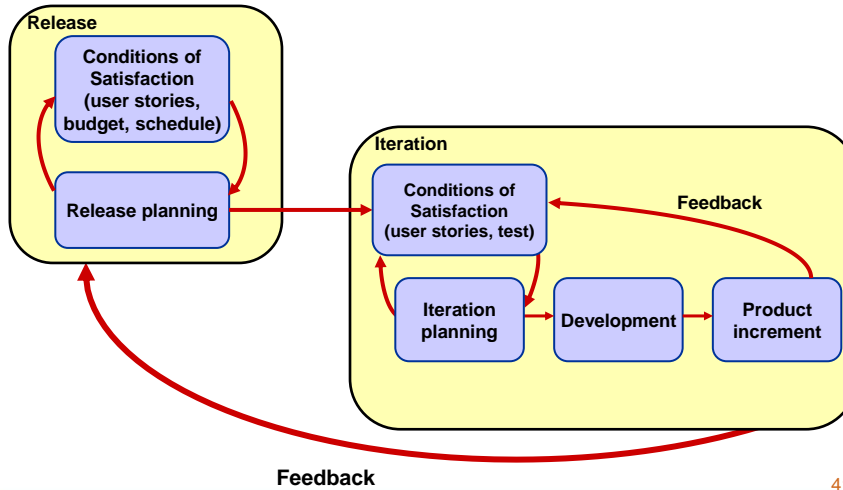 Release
Conditions of
Satisfaction
(user stories,
budget, schedule)
Release planning
Iteration
Conditions of
Satisfaction
(user stories, test)
Feedback
Iteration
planning
Development
Product
increment
Feedback
4